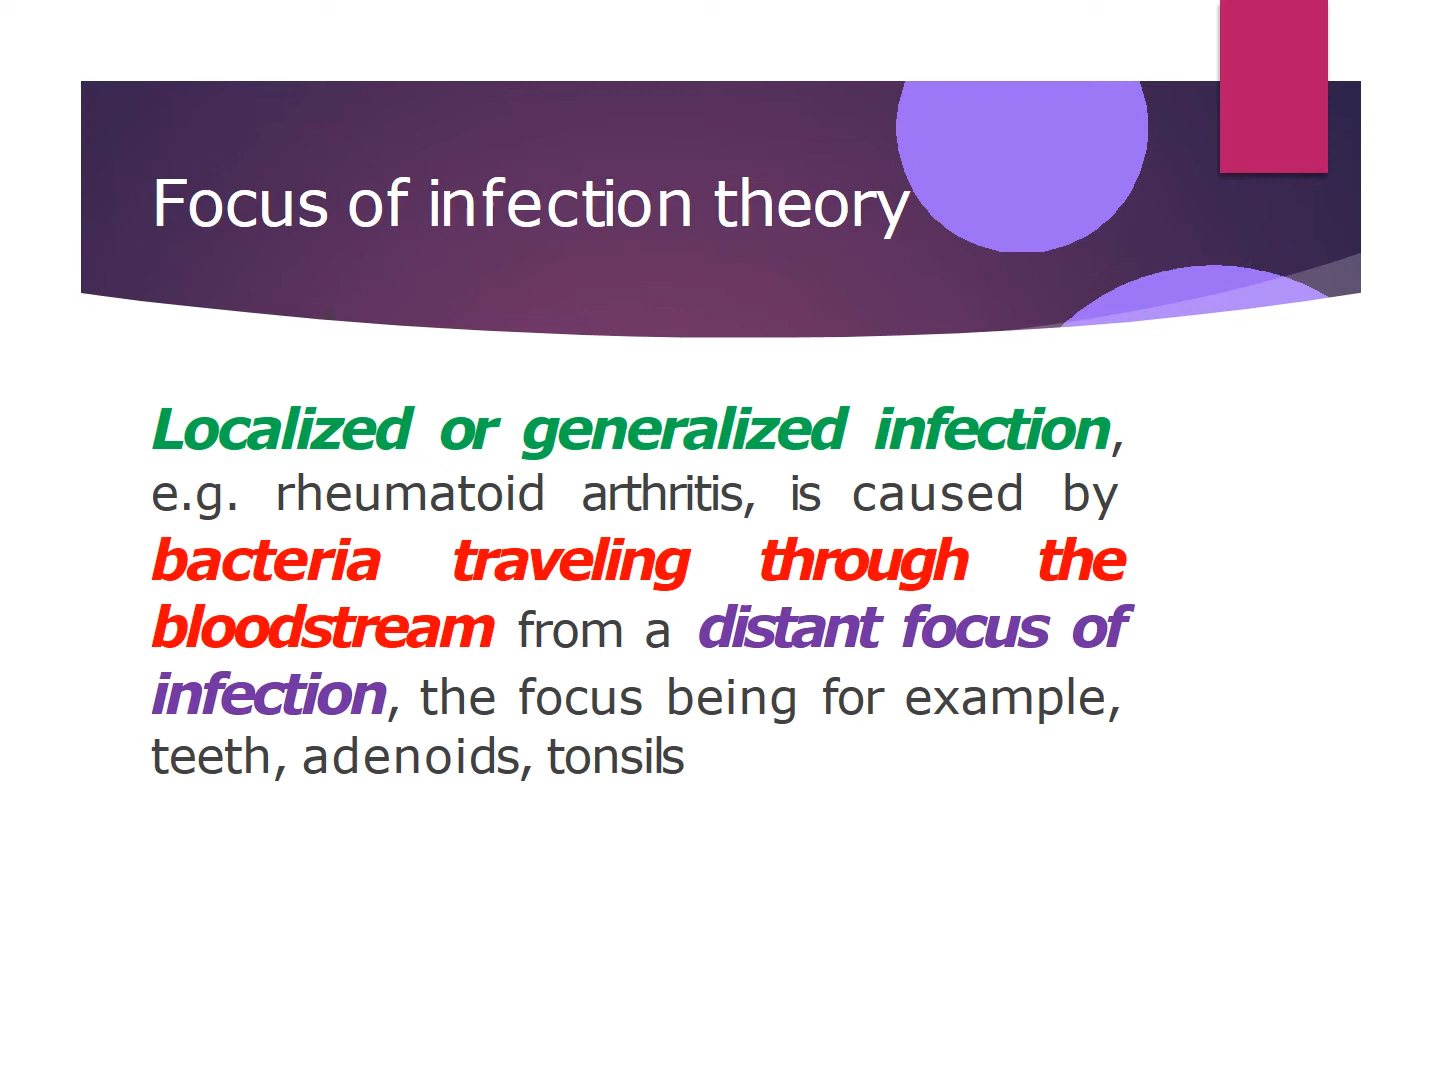 Focus of infection theory
Localized or generalized infection,
e.g. rheumatoid arthritis, is caused by
bacteria traveling through the
bloodstream from a distant focus of
infection, the focus being for example,
teeth, adenoids, tonsils